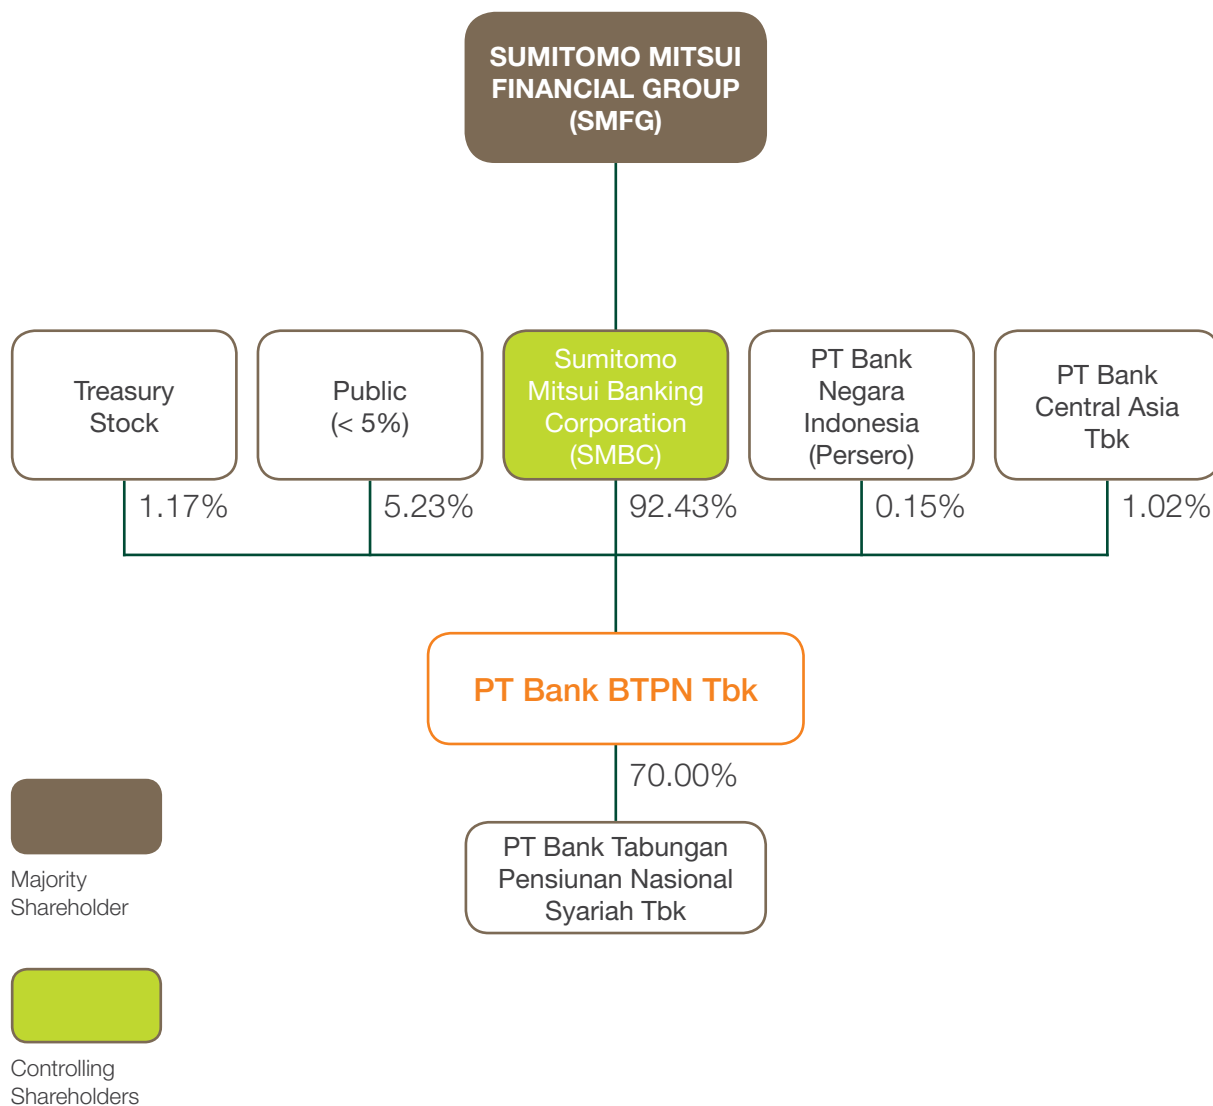 SUMITOMO MITSUI
FINANCIAL GROUP
(SMFG)
Treasury
Stock
Public
(< 5%)
Sumitomo
Mitsui Banking
Corporation
(SMBC)
PT Bank
Negara
Indonesia
(Persero)
PT Bank
Central Asia
Tbk
1.17%
5.23%
92.43%
0.15%
1.02%
PT Bank BTPN Tbk
70.00%
PT Bank Tabungan
Pensiunan Nasional
Syariah Tbk
Majority
Shareholder
Controlling
Shareholders